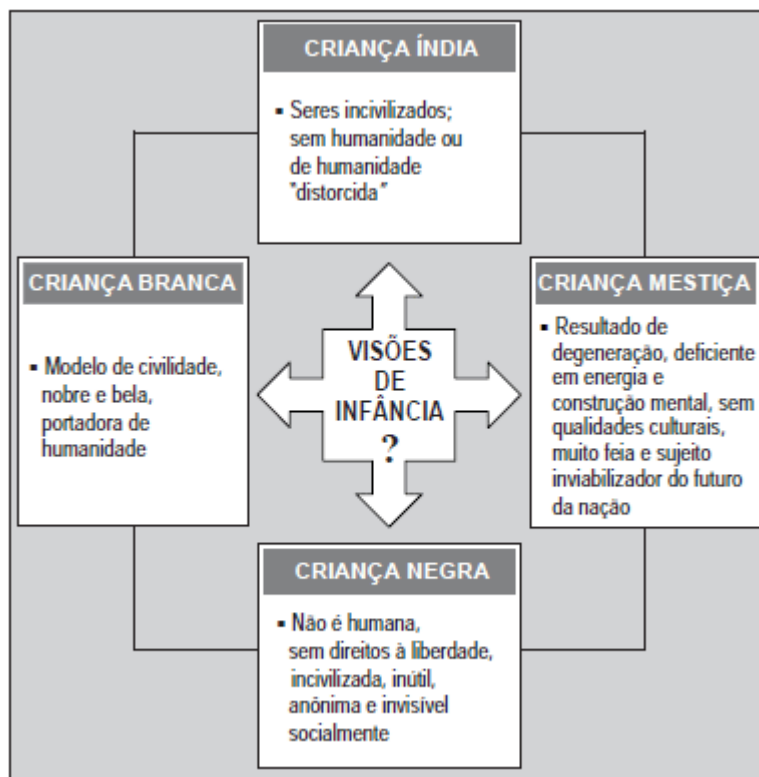 CRIANÇA ÍNDIA
▪ Seres incivilizados;
sem humanidade ou
de humanidade
"distorcida"
CRIANÇA BRANCA
▪ Modelo de civilidade,
nobre e bela,
portadora de
humanidade
VISÕES
DE
INFÂNCIA
?
CRIANÇA MESTIÇA
▪ Resultado de
degeneração, deficiente
em energia e
construção mental, sem
qualidades culturais,
muito feia e sujeito
inviabilizador do futuro
da nação
CRIANÇA NEGRA
▪ Não é humana,
sem direitos à liberdade,
incivilizada, inútil,
anônima e invisível
socialmente